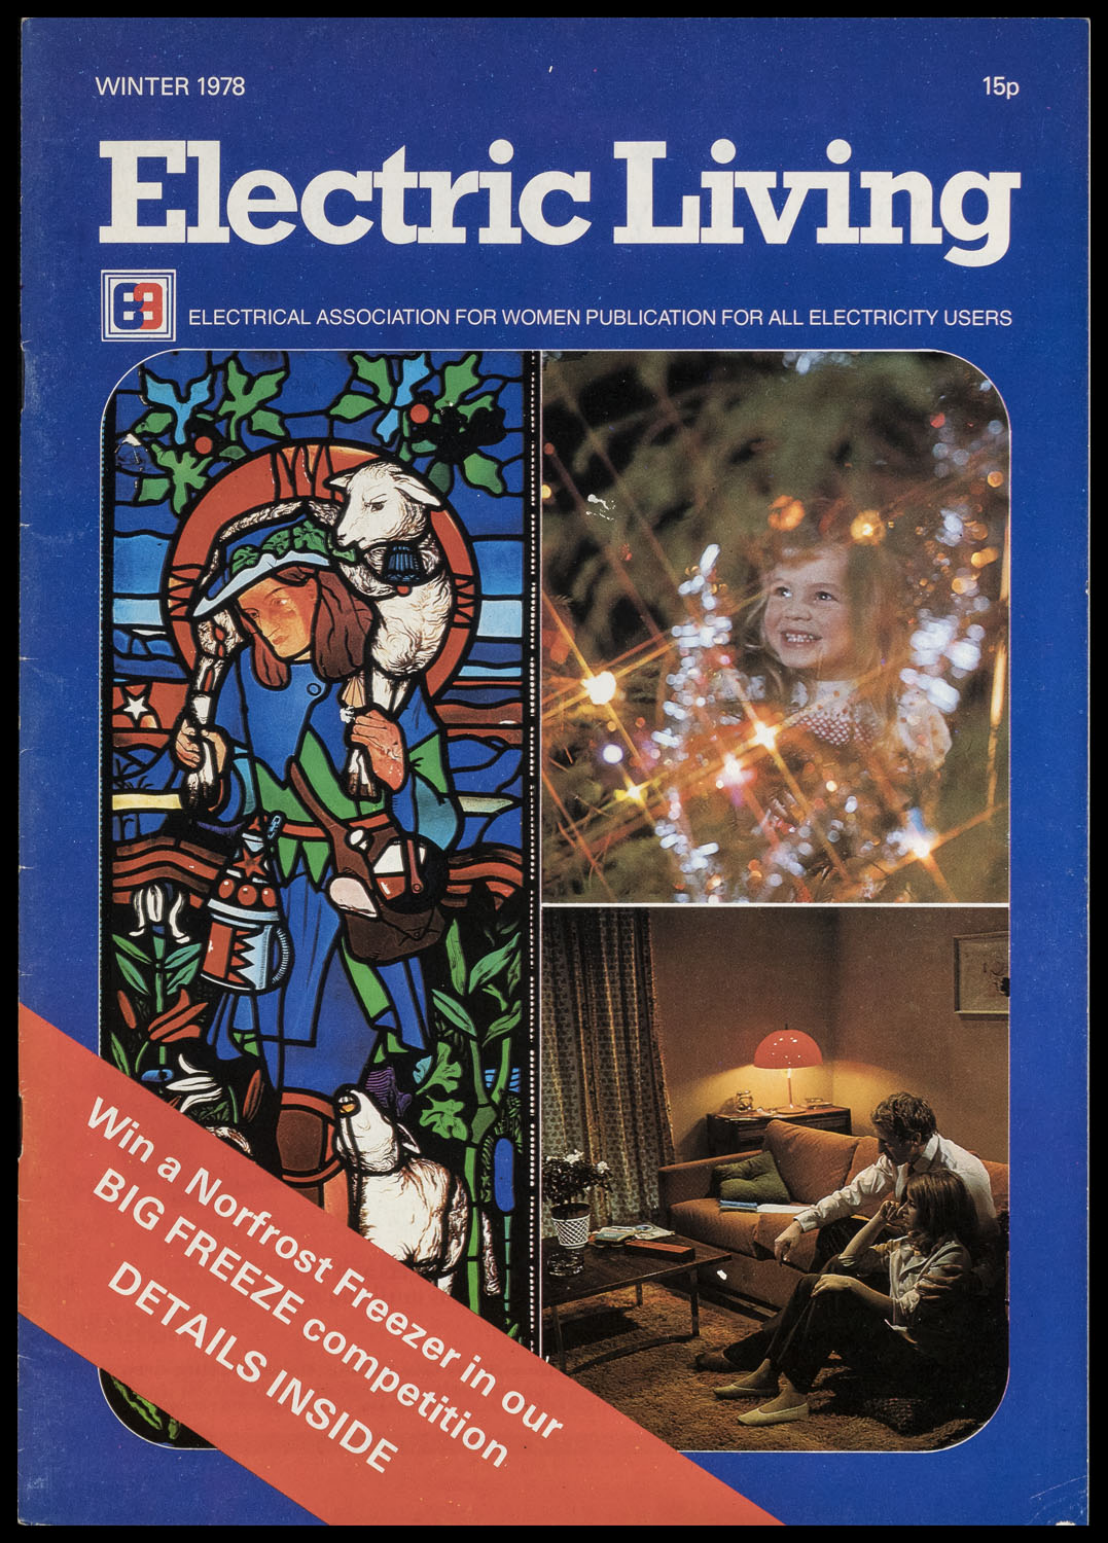 WINTER 1978
15p
Electric Living
ELECTRICAL ASSOCIATION FOR WOMEN PUBLICATION FOR ALL ELECTRICITY USERS
Win a Norfrost Freezer in our
BIG FREEZE competition
DETAILS INSIDE